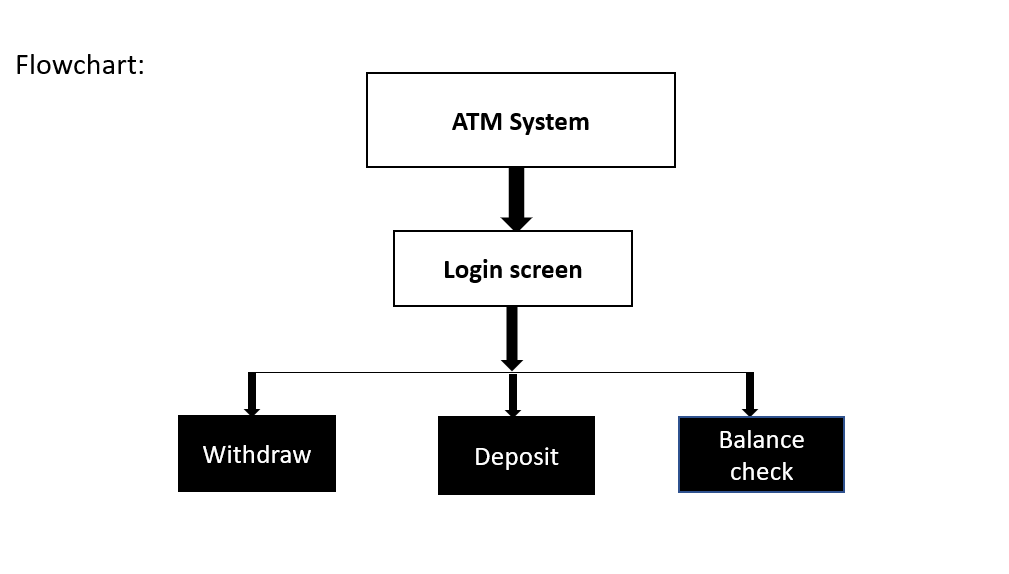 Flowchart:
ATM System
Login screen
Withdraw
Deposit
Balance
check